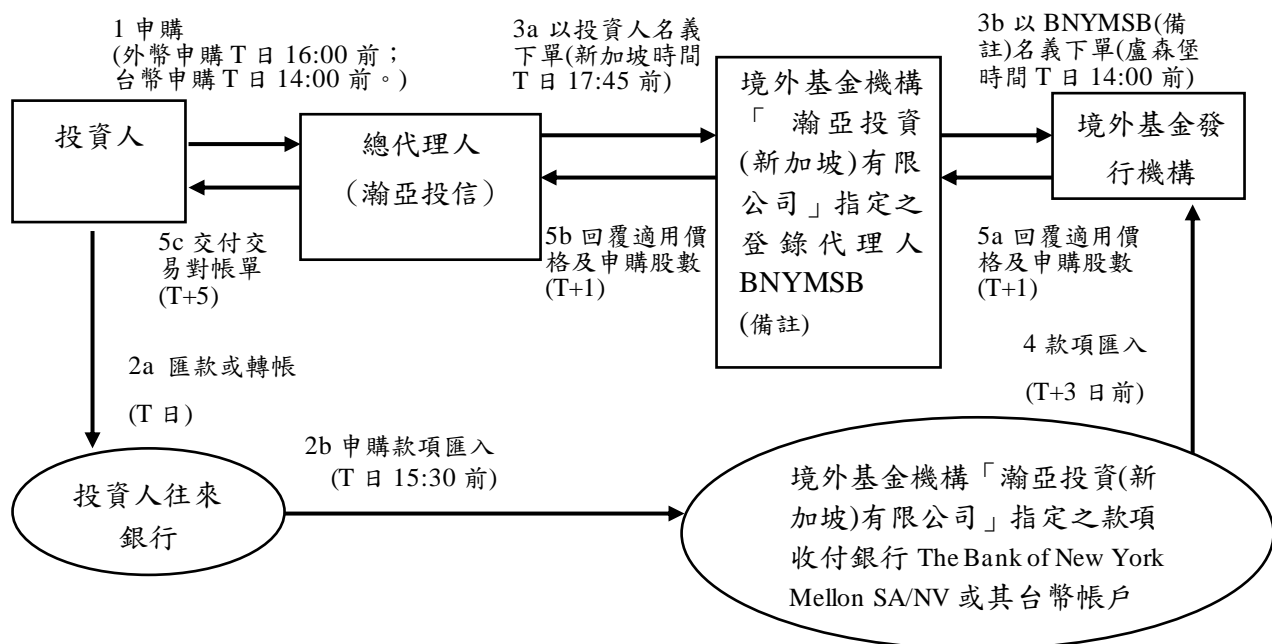 1 申購
(外幣申購 T 日 16:00 前；
台幣申購 T 日 14:00 前。)
3a 以投資人名義
下單(新加坡時間
T 日 17:45 前)
3b 以 BNYMSB(備
註)名義下單(盧森堡
時間 T 日 14:00 前)
投資人
總代理人
（瀚亞投信）
境外基金機構
「 瀚亞投資
(新加坡)有限
公司」指定之
登錄代理人
BNYMSB
(備註)
境外基金發
行機構
5c 交付交
易對帳單
(T+5)
5b 回覆適用價
格及申購股數
(T+1)
5a 回覆適用價
格及申購股數
(T+1)
2a 匯款或轉帳
(T 日)
4 款項匯入
(T+3 日前)
2b 申購款項匯入
(T 日 15:30 前)
投資人往來
銀行
境外基金機構「瀚亞投資(新
加坡)有限公司」指定之款項
收付銀行 The Bank of New York
Mellon SA/NV 或其台幣帳戶